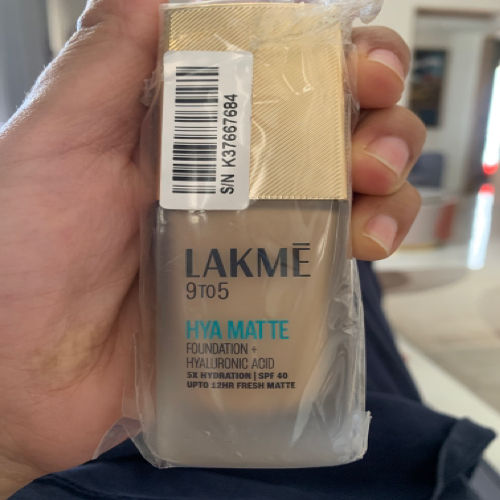 S/N K37667684
LAKMĒ
9TO5
HYA MATTE
FOUNDATION +
HYALURONIC ACID
5X HYDRATION | SPF 40
UPTO 12HR FRESH MATTE